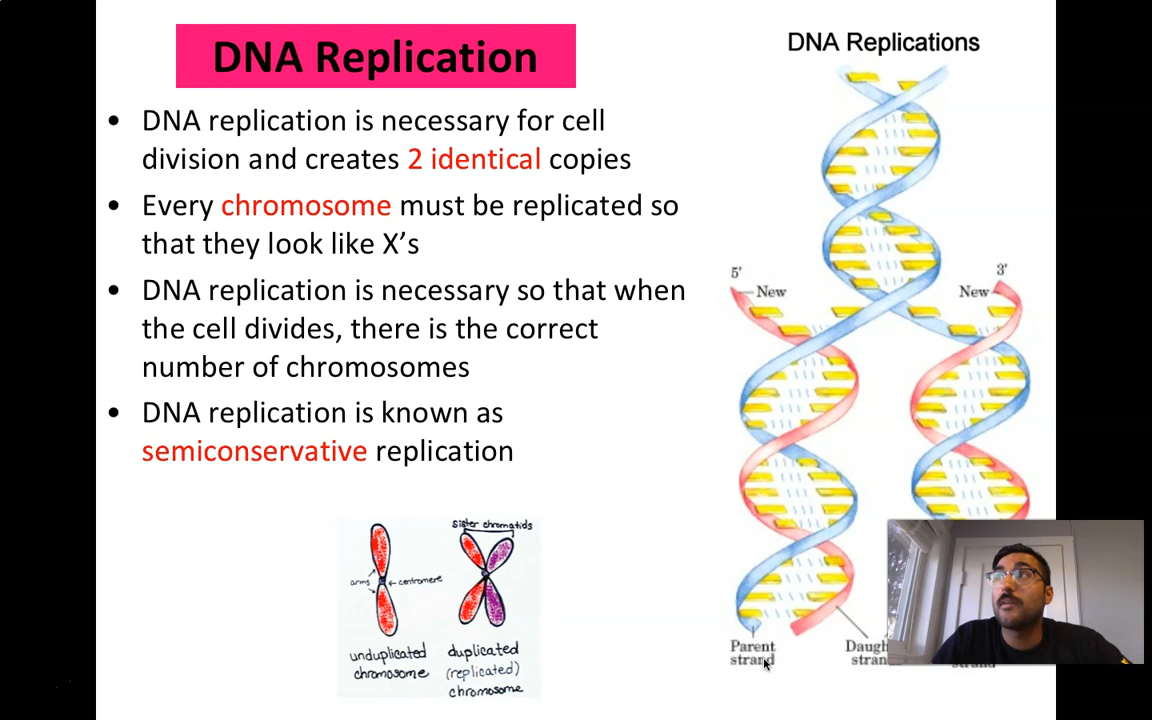 DNA Replication
• DNA replication is necessary for cell
division and creates 2 identical copies
• Every chromosome must be replicated so
that they look like X’s
• DNA replication is necessary so that when
the cell divides, there is the correct
number of chromosomes
• DNA replication is known as
semiconservative replication
sister chromatids
arms
centromere
unduplicated
chromosome
duplicated
(replicated)
chromosome
DNA Replications
5'
New
3'
New
Parent
strand